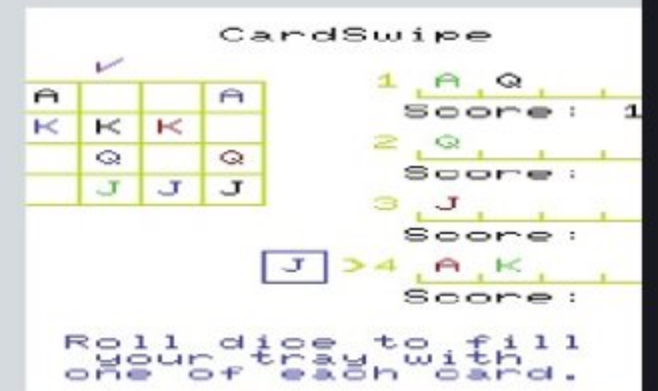 CardSwipe
1 A Q
A A
Score: 1
K K K
2 Q
Q Q
Score:
J J J
3 J
Score:
J >4 A K
Score:
Roll dice to fill
your tray with
one of each card.